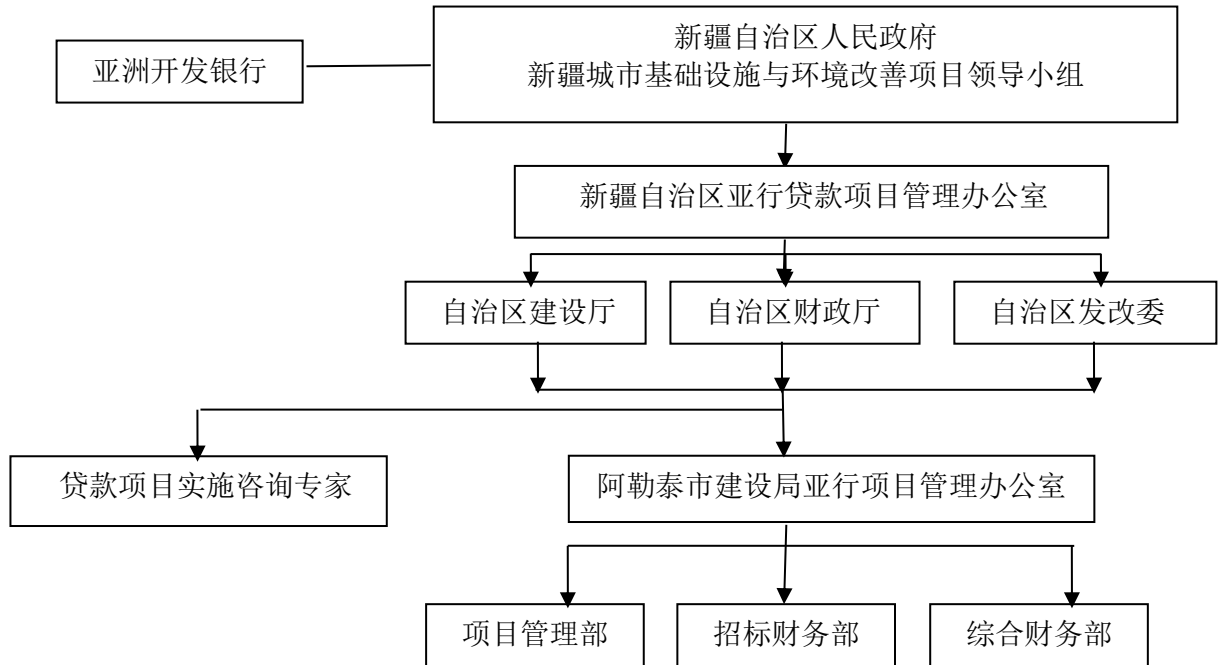 新疆自治区人民政府
亚洲开发银行
新疆城市基础设施与环境改善项目领导小组
新疆自治区亚行贷款项目管理办公室
自治区建设厅
自治区财政厅
自治区发改委
贷款项目实施咨询专家
阿勒泰市建设局亚行项目管理办公室
项目管理部
招标财务部
综合财务部